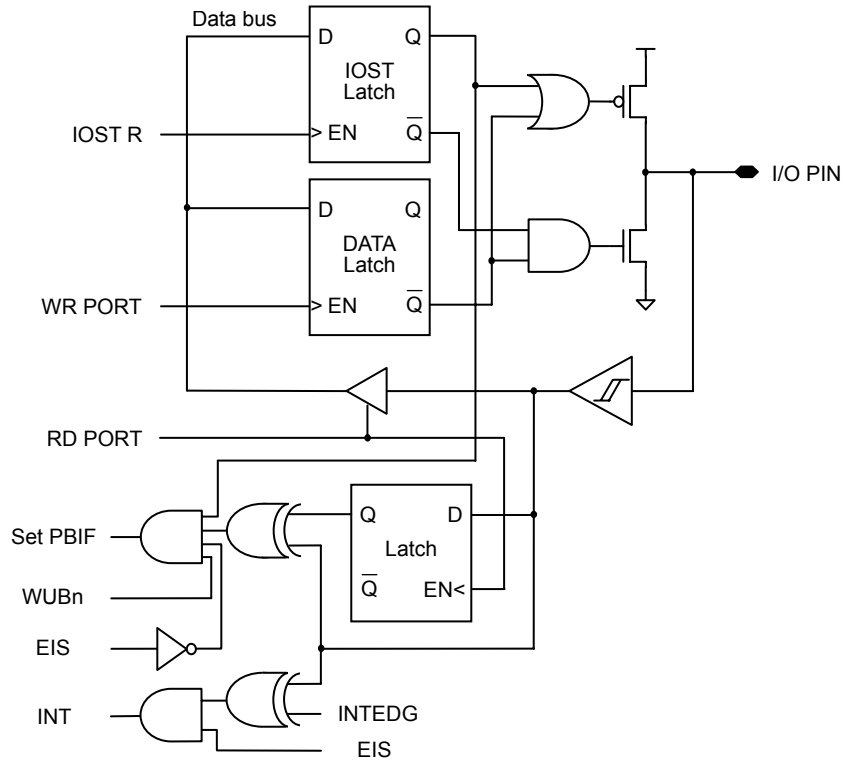 Data bus
D Q
IOST
Latch
IOST R
> EN Q
I/O PIN
D Q
DATA
Latch
WR PORT
> EN Q
RD PORT
Set PBIF
Q D
Latch
Q EN<
WUBn
EIS
INT
INTEDG
EIS